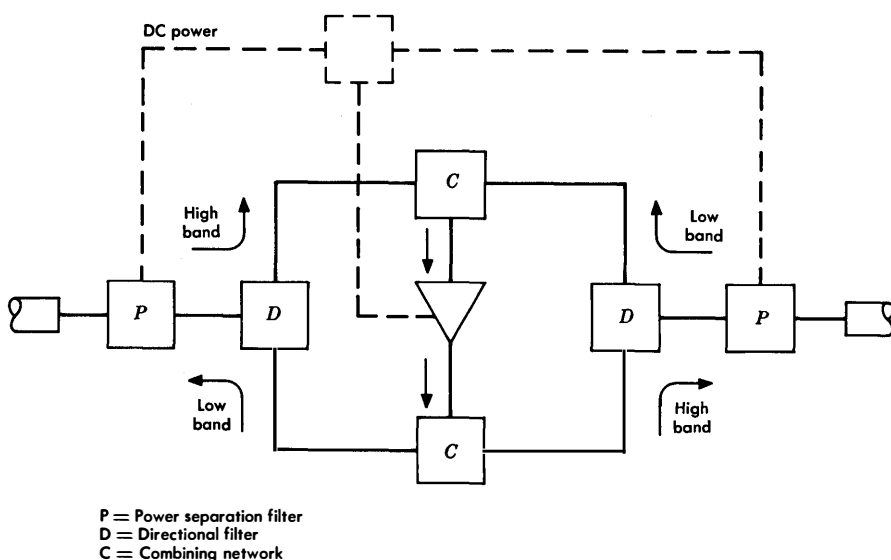 DC power
C
High
band
Low
band
P
D
D
P
Low
band
High
band
C
P = Power separation filter
D = Directional filter
C = Combining network